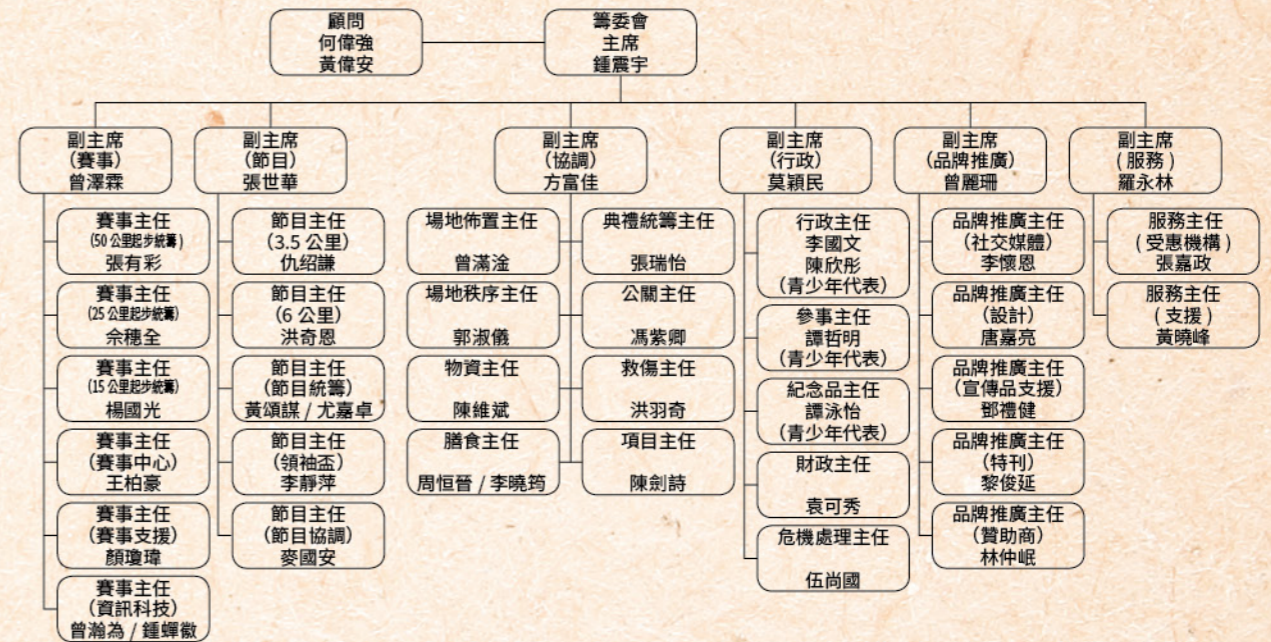 顧問
何偉強
黃偉安
籌委會
主席
鍾震宇
副主席
(賽事)
曾澤霖
賽事主任
(50 公里起步統籌)
張有彩
賽事主任
(25 公里起步統籌)
佘穗全
賽事主任
(15 公里起步統籌)
楊國光
賽事主任
(賽事中心)
王柏豪
賽事主任
(賽事支援)
顏瓊瑋
賽事主任
(資訊科技)
曾瀚為 / 鍾蟬徽
副主席
(節目)
張世華
節目主任
(3.5 公里)
仇绍謙
節目主任
(6 公里)
洪奇恩
節目主任
(節目統籌)
黃頌謀 / 尤嘉卓
節目主任
(領袖盃)
李靜萍
節目主任
(節目協調)
麥國安
副主席
(協調)
方富佳
場地佈置主任
曾滿淦
場地秩序主任
郭淑儀
物資主任
陳維斌
膳食主任
周恒晉 / 李曉筠
典禮統籌主任
張瑞怡
公關主任
馮紫卿
救傷主任
洪羽奇
項目主任
陳劍詩
副主席
(行政)
莫穎民
行政主任
李國文
陳欣彤
(青少年代表)
參事主任
譚哲明
(青少年代表)
紀念品主任
譚泳怡
(青少年代表)
財政主任
袁可秀
危機處理主任
伍尚國
副主席
(品牌推廣)
曾麗珊
品牌推廣主任
(社交媒體)
李懷恩
品牌推廣主任
(設計)
唐嘉亮
品牌推廣主任
(宣傳品支援)
鄧禮健
品牌推廣主任
(特刊)
黎俊延
品牌推廣主任
(贊助商)
林仲岷
副主席
( 服務 )
羅永林
服務主任
( 受惠機構 )
張嘉政
服務主任
( 支援 )
黃曉峰